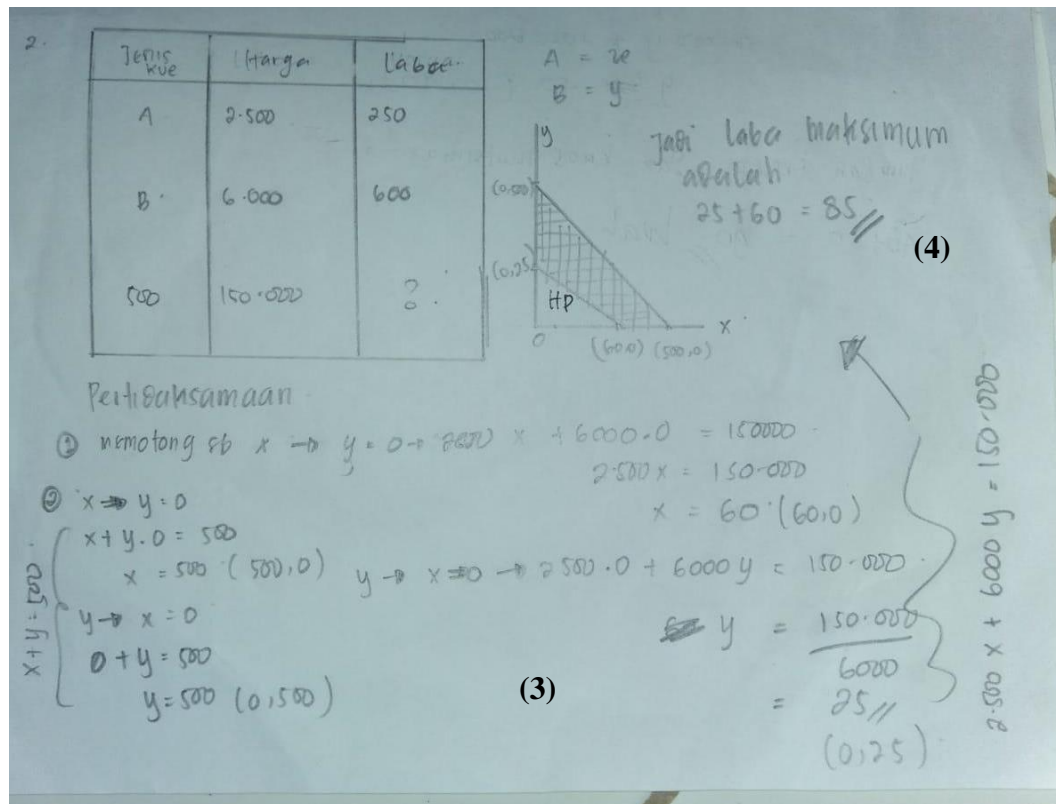 2.
Jenis kue Harga Laba
A 2.500 250
B 6.000 600
500 150.000 ?
A = x
B = y
y
(0,500)
(0,25)
HP
0
x
(60,0) (500,0)
Jadi laba maksimum
adalah
25 + 60 = 85 //
(4)
Pertidaksamaan
① memotong sb x → y = 0 → 2500 x + 6000.0 = 150000
2.500 x = 150.000
x = 60 (60,0)
② x → y = 0
x + y.0 = 500
x = 500 (500,0)
y → x = 0
0 + y = 500
y = 500 (0,500)
x + y = 500
y → x = 0 → 2500.0 + 6000 y = 150.000
y = 150.000
6000
= 25 //
(0,25)
(3)
2.500 x + 6000 y = 150.000